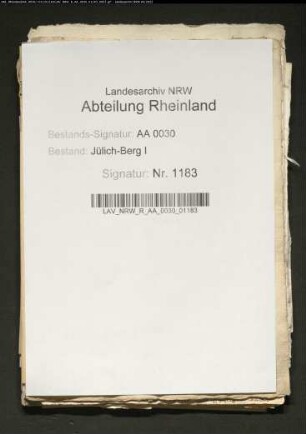 Landesarchiv NRW
Abteilung Rheinland
Bestands-Signatur: AA 0030
Bestand: Jülich-Berg I
Signatur: Nr. 1183
LAV_NRW_R_AA_0030_01183